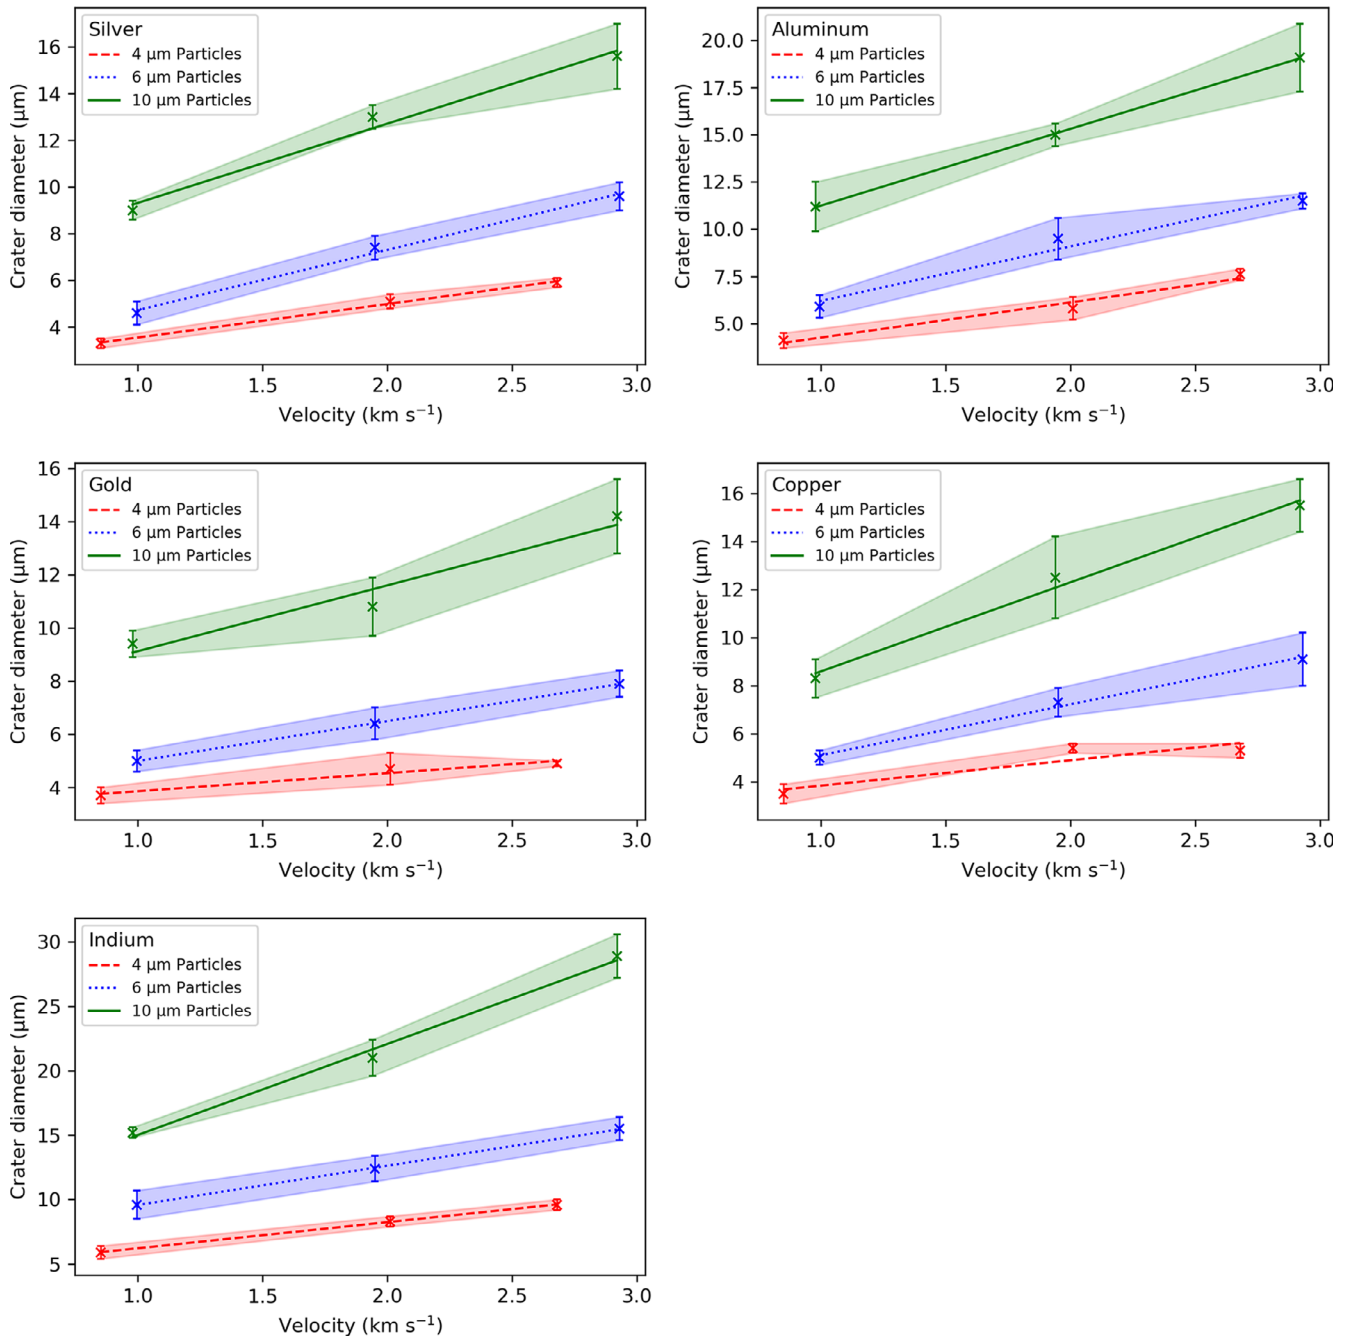 Silver
4 µm Particles
6 µm Particles
10 µm Particles
Crater diameter (µm)
16
14
12
10
8
6
4
1.0 1.5 2.0 2.5 3.0
Velocity (km s⁻¹)
Aluminum
4 µm Particles
6 µm Particles
10 µm Particles
Crater diameter (µm)
20.0
17.5
15.0
12.5
10.0
7.5
5.0
1.0 1.5 2.0 2.5 3.0
Velocity (km s⁻¹)
Gold
4 µm Particles
6 µm Particles
10 µm Particles
Crater diameter (µm)
16
14
12
10
8
6
4
1.0 1.5 2.0 2.5 3.0
Velocity (km s⁻¹)
Copper
4 µm Particles
6 µm Particles
10 µm Particles
Crater diameter (µm)
16
14
12
10
8
6
4
1.0 1.5 2.0 2.5 3.0
Velocity (km s⁻¹)
Indium
4 µm Particles
6 µm Particles
10 µm Particles
Crater diameter (µm)
30
25
20
15
10
5
1.0 1.5 2.0 2.5 3.0
Velocity (km s⁻¹)